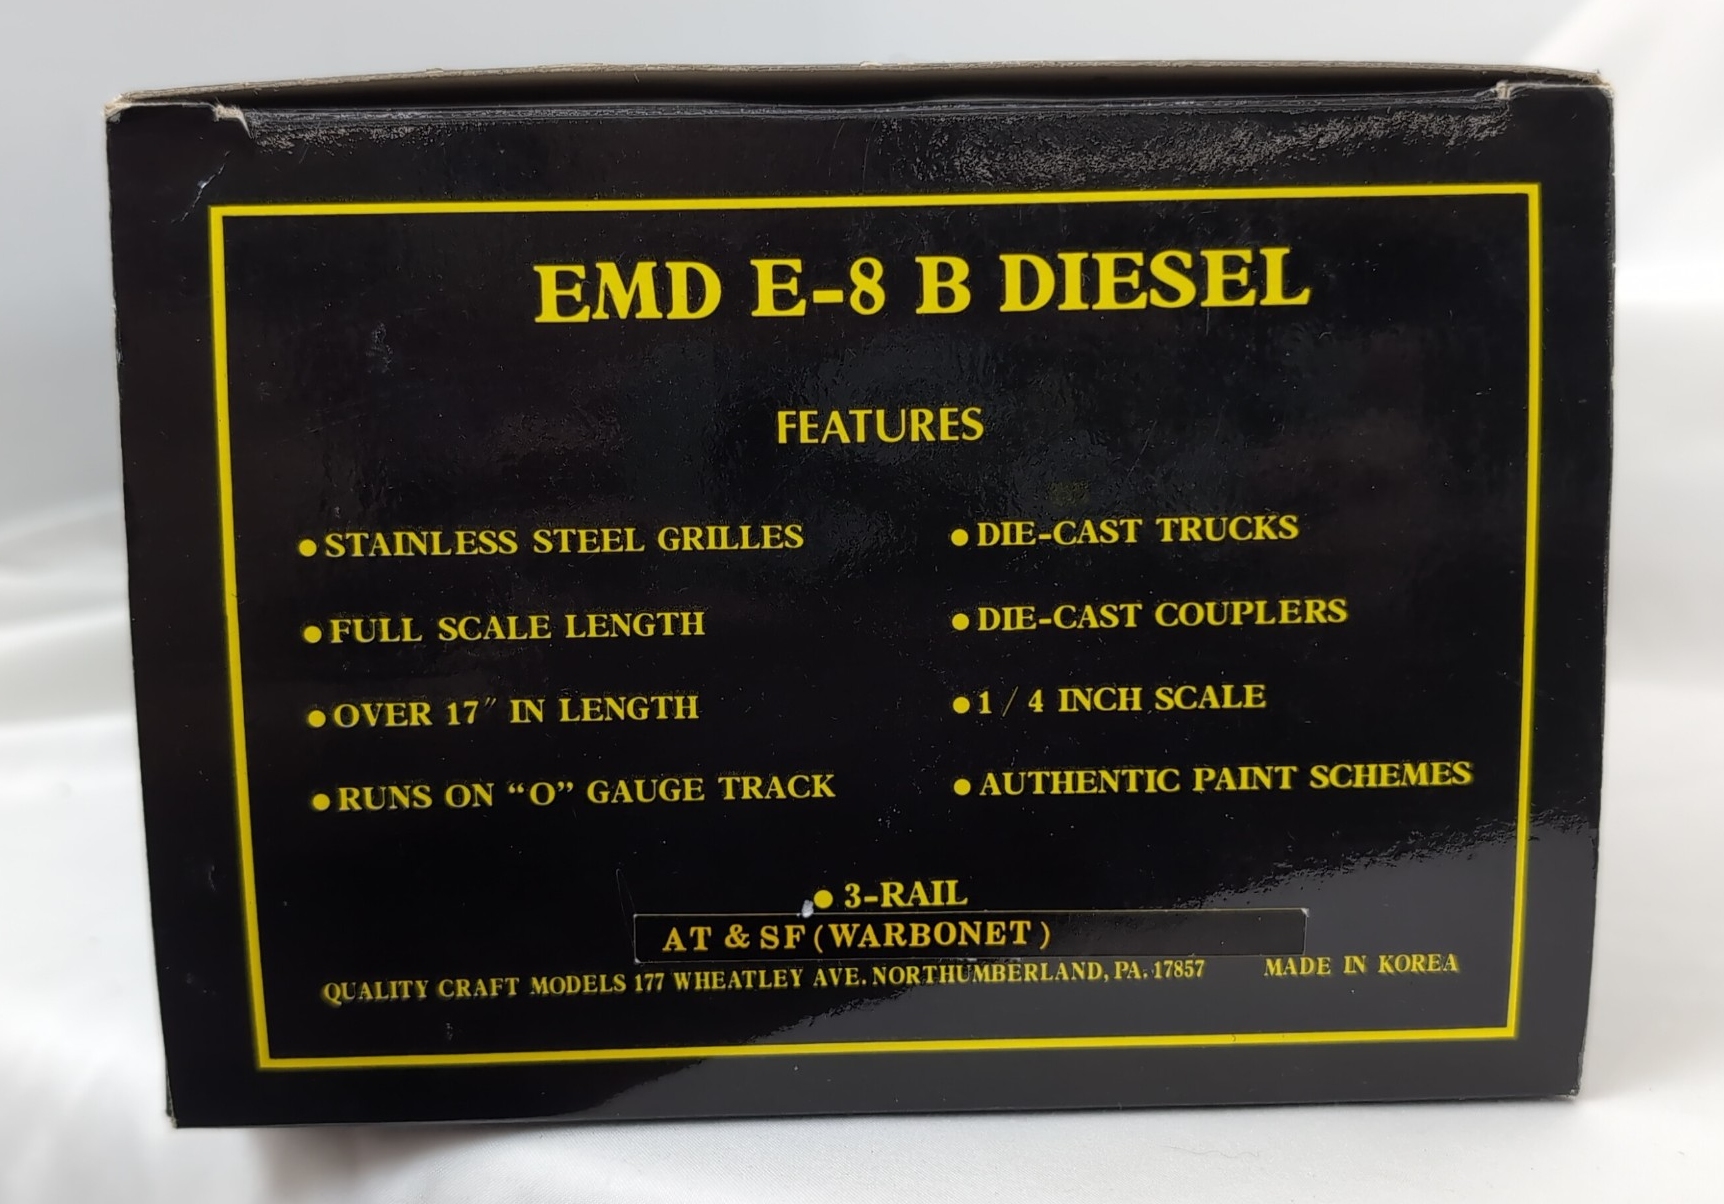 EMD E-8 B DIESEL
FEATURES
● STAINLESS STEEL GRILLES
● FULL SCALE LENGTH
● OVER 17″ IN LENGTH
● RUNS ON “O” GAUGE TRACK
● DIE-CAST TRUCKS
● DIE-CAST COUPLERS
● 1/4 INCH SCALE
● AUTHENTIC PAINT SCHEMES
● 3-RAIL
AT & SF (WARBONET)
QUALITY CRAFT MODELS 177 WHEATLEY AVE. NORTHUMBERLAND, PA. 17857 MADE IN KOREA